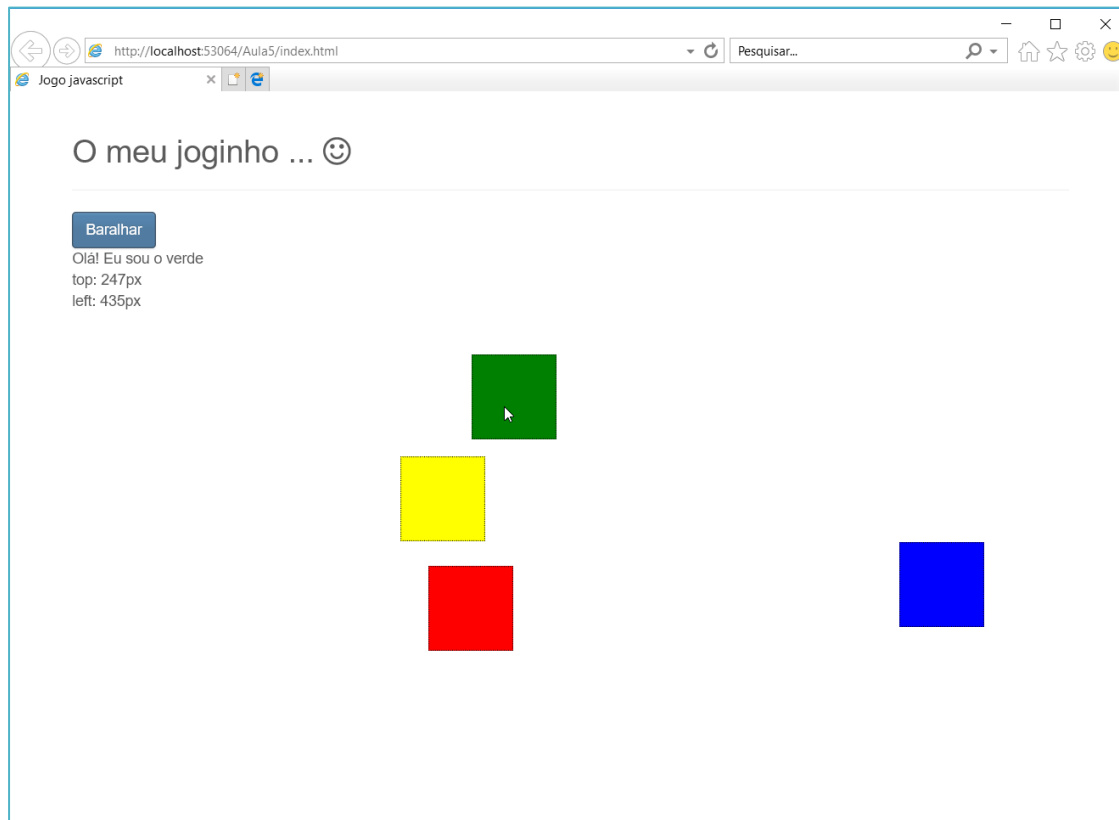 http://localhost:53064/Aula5/index.html
Pesquisar...
Jogo javascript
O meu joginho ...
Baralhar
Olá! Eu sou o verde
top: 247px
left: 435px